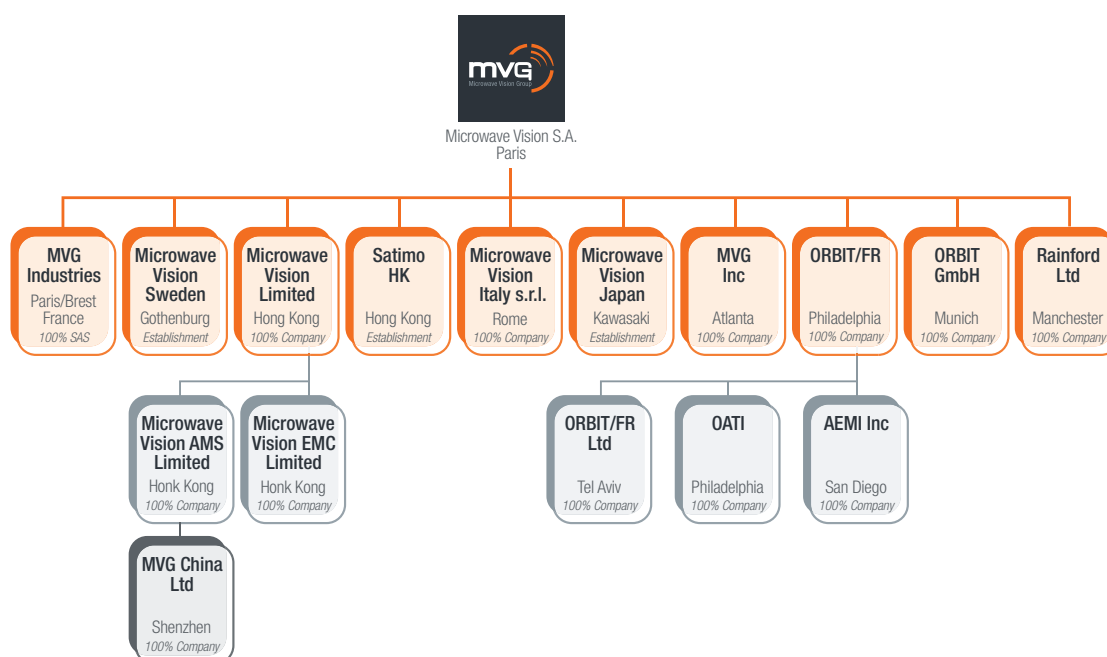 mvg
Microwave Vision Group
Microwave Vision S.A.
Paris
MVG
Industries
Paris/Brest
France
100% SAS
Microwave
Vision
Sweden
Gothenburg
Establishment
Microwave
Vision
Limited
Hong Kong
100% Company
Satimo
HK
Hong Kong
Establishment
Microwave
Vision
Italy s.r.l.
Rome
100% Company
Microwave
Vision
Japan
Kawasaki
Establishment
MVG
Inc
Atlanta
100% Company
ORBIT/FR
Philadelphia
100% Company
ORBIT
GmbH
Munich
100% Company
Rainford
Ltd
Manchester
100% Company
Microwave
Vision AMS
Limited
Honk Kong
100% Company
Microwave
Vision EMC
Limited
Honk Kong
100% Company
ORBIT/FR
Ltd
Tel Aviv
100% Company
OATI
Philadelphia
100% Company
AEMI Inc
San Diego
100% Company
MVG China
Ltd
Shenzhen
100% Company